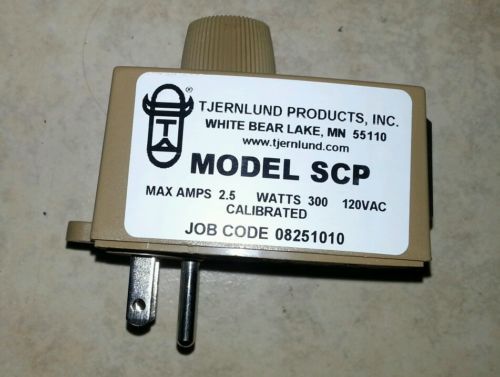 ®
TA
TJERNLUND PRODUCTS, INC.
WHITE BEAR LAKE, MN 55110
www.tjernlund.com
MODEL SCP
MAX AMPS 2.5 WATTS 300 120VAC
CALIBRATED
JOB CODE 08251010